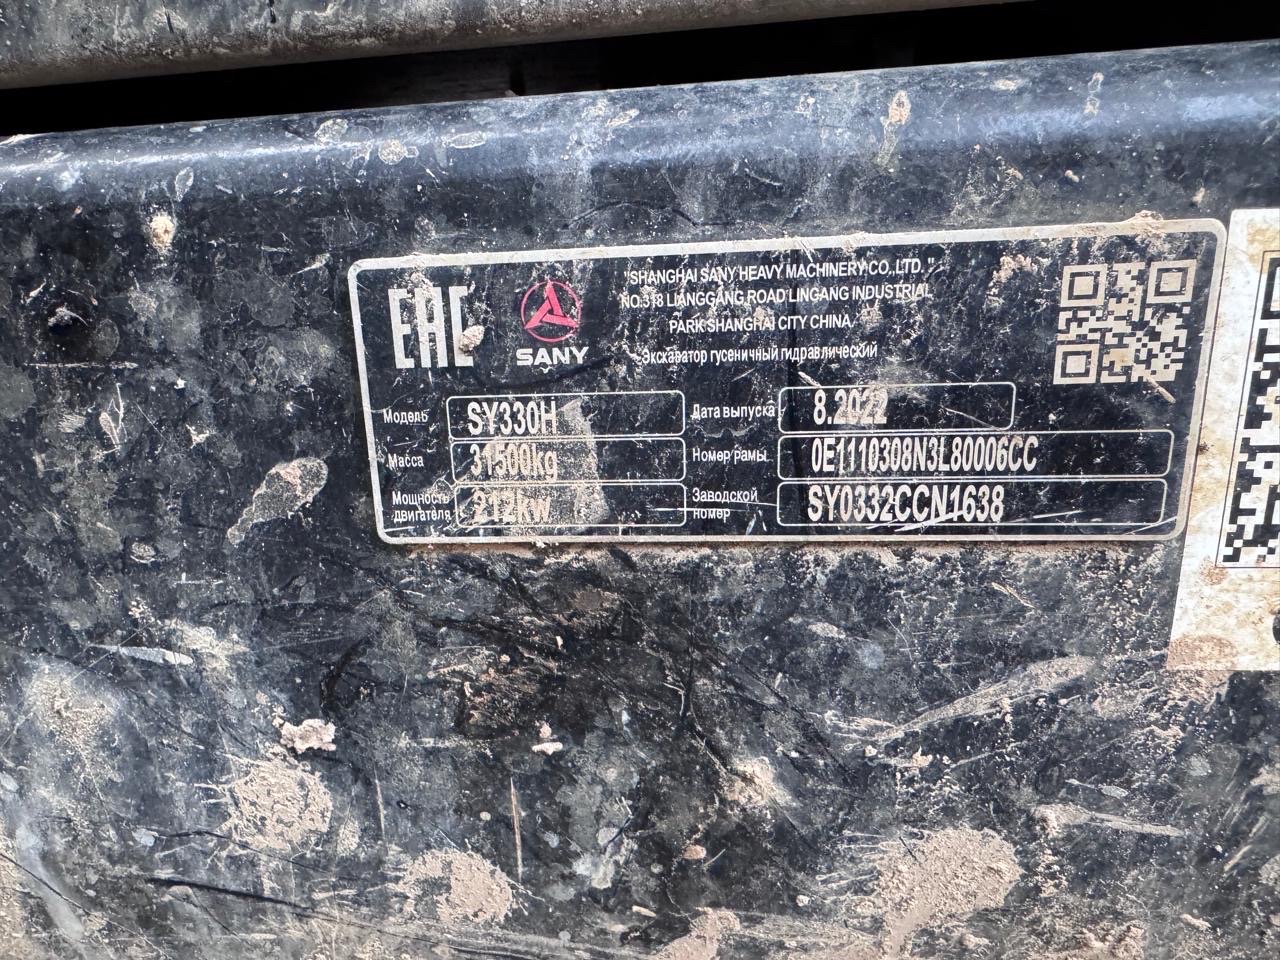 "SHANGHAI SANY HEAVY MACHINERY CO.,LTD."
NO.318 LIANGGANG ROAD LINGANG INDUSTRIAL
PARK SHANGHAI CITY CHINA.
EAC
SANY
Экскаватор гусеничный гидравлический
Модель SY330H Дата выпуска 8.2022
Масса 31500kg Номер рамы 0E1110308N3L80006CC
Мощность двигателя 212kw Заводской номер SY0332CCN1638